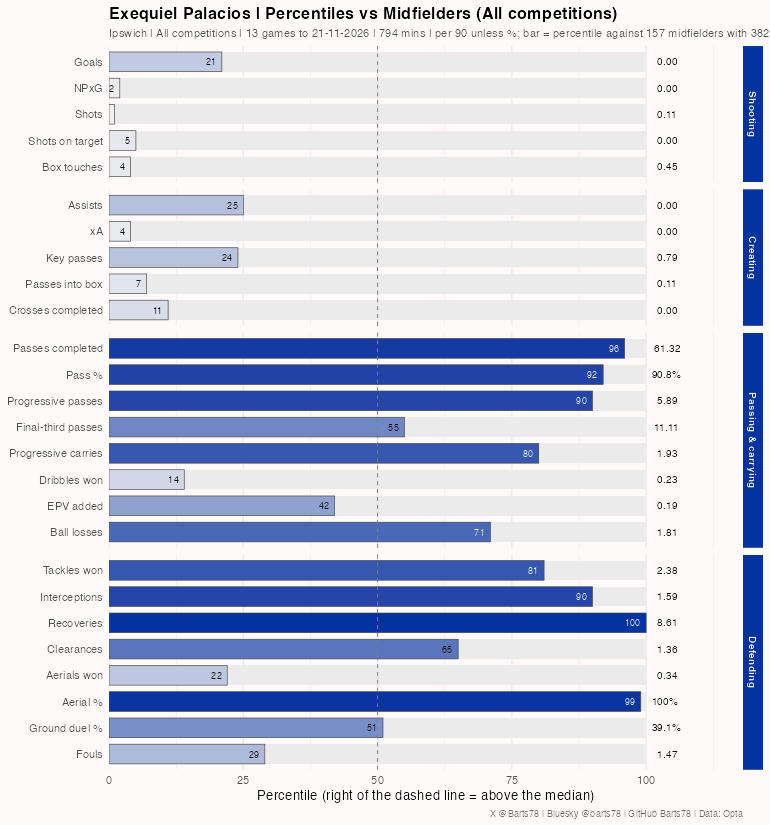 Exequiel Palacios | Percentiles vs Midfielders (All competitions)
Ipswich | All competitions | 13 games to 21-11-2026 | 794 mins | per 90 unless %; bar = percentile against 157 midfielders with 382
Goals 21 0.00
NPxG 2 0.00
Shots 0.11
Shots on target 5 0.00
Box touches 4 0.45
Shooting
Assists 25 0.00
xA 4 0.00
Key passes 24 0.79
Passes into box 7 0.11
Crosses completed 11 0.00
Creating
Passes completed 96 61.32
Pass % 92 90.8%
Progressive passes 90 5.89
Final-third passes 55 11.11
Progressive carries 80 1.93
Dribbles won 14 0.23
EPV added 42 0.19
Ball losses 71 1.81
Passing & carrying
Tackles won 81 2.38
Interceptions 90 1.59
Recoveries 100 8.61
Clearances 65 1.36
Aerials won 22 0.34
Aerial % 99 100%
Ground duel % 51 39.1%
Fouls 29 1.47
Defending
0 25 50 75 100
Percentile (right of the dashed line = above the median)
X @Barts78 | Bluesky @barts78 | GitHub Barts78 | Data: Opta